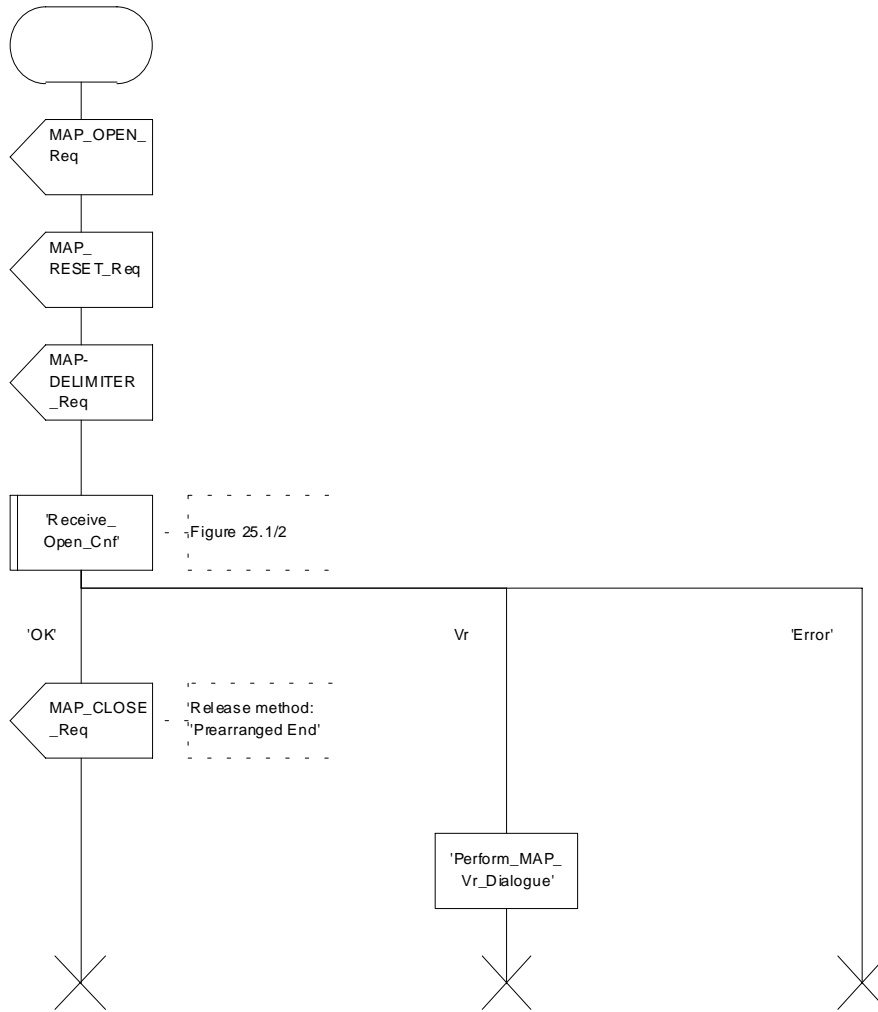 MAP_OPEN_
Req
MAP_
RESET_Req
MAP-
DELIMITER
_Req
'Receive_
Open_Cnf'
Figure 25.1/2
'OK'
Vr
'Error'
MAP_CLOSE
_Req
Release method:
'Prearranged End'
'Perform_MAP_
Vr_Dialogue'